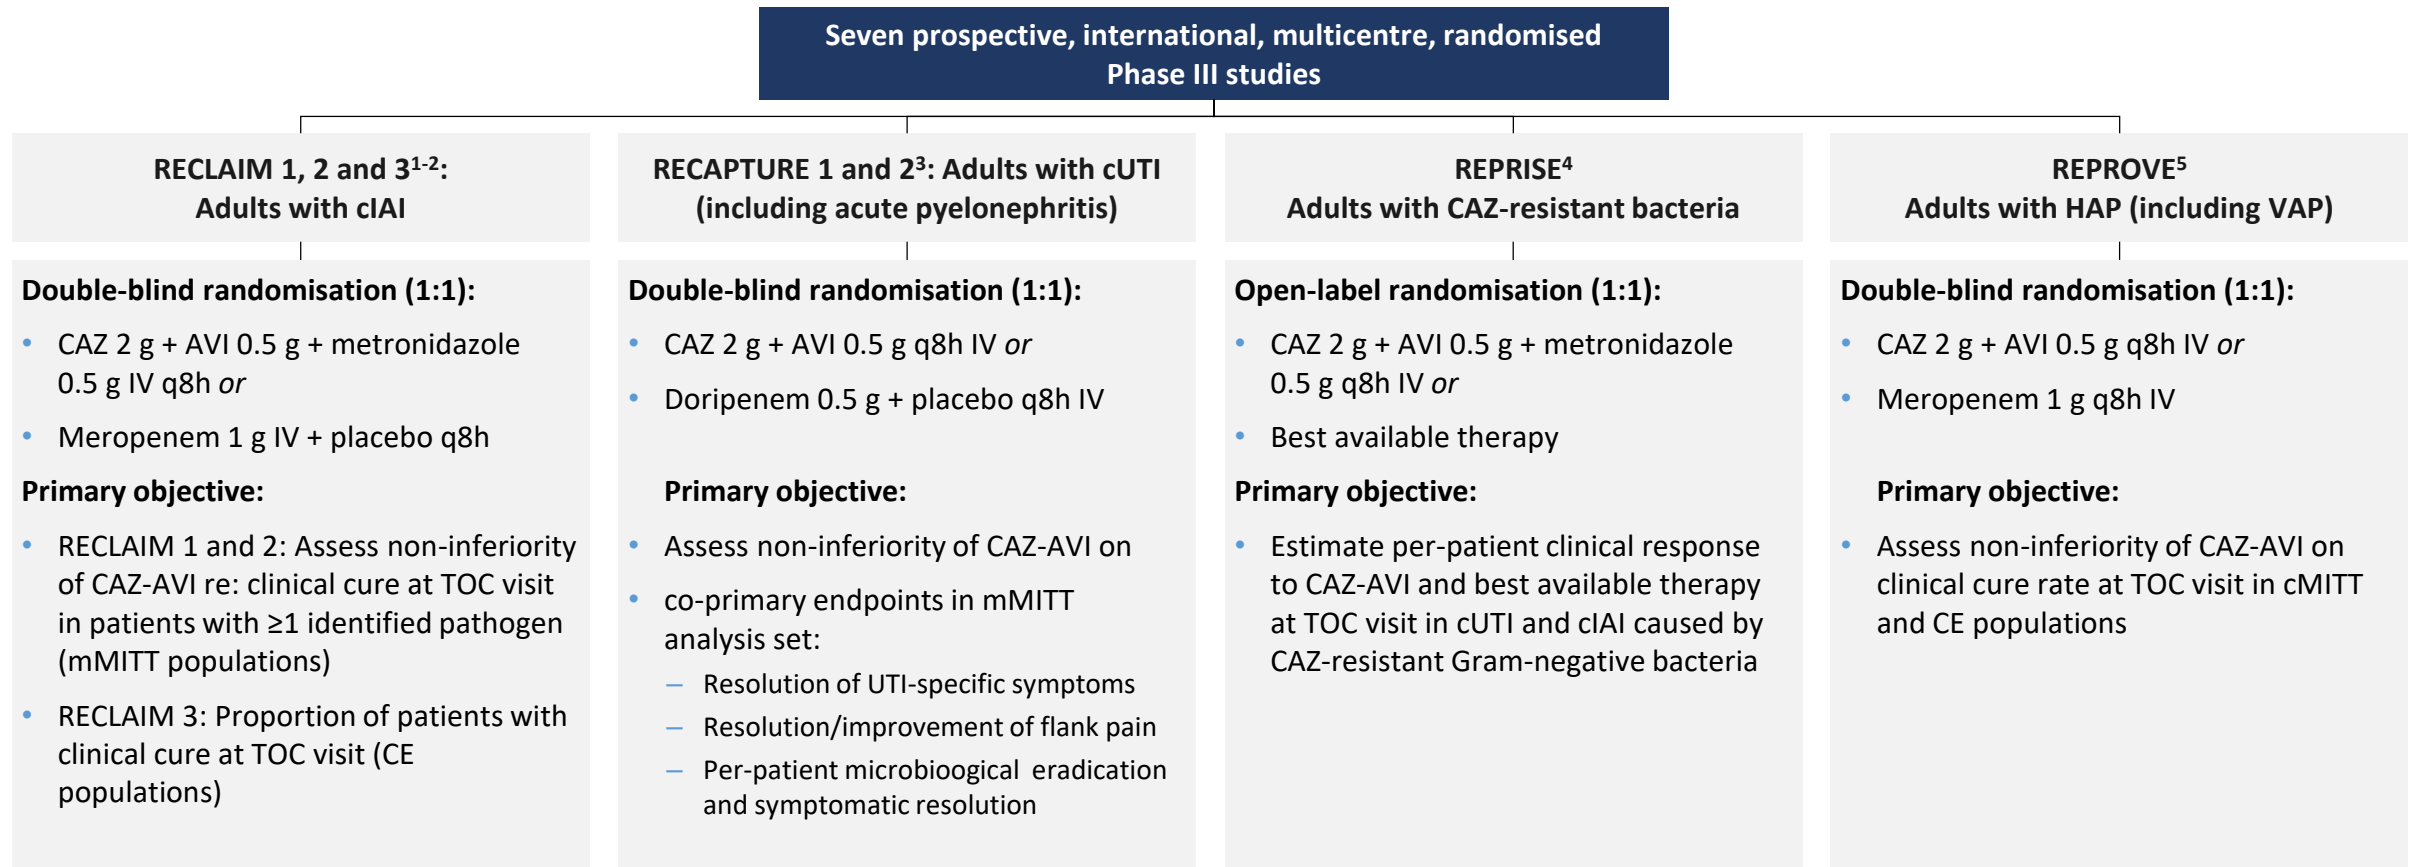 Seven prospective, international, multicentre, randomised
Phase III studies
RECLAIM 1, 2 and 3¹⁻²:
Adults with cIAI
Double-blind randomisation (1:1):
• CAZ 2 g + AVI 0.5 g + metronidazole
0.5 g IV q8h or
• Meropenem 1 g IV + placebo q8h
Primary objective:
• RECLAIM 1 and 2: Assess non-inferiority
of CAZ-AVI re: clinical cure at TOC visit
in patients with ≥1 identified pathogen
(mMITT populations)
• RECLAIM 3: Proportion of patients with
clinical cure at TOC visit (CE
populations)
RECAPTURE 1 and 2³: Adults with cUTI
(including acute pyelonephritis)
Double-blind randomisation (1:1):
• CAZ 2 g + AVI 0.5 g q8h IV or
• Doripenem 0.5 g + placebo q8h IV
Primary objective:
• Assess non-inferiority of CAZ-AVI on
• co-primary endpoints in mMITT
analysis set:
– Resolution of UTI-specific symptoms
– Resolution/improvement of flank pain
– Per-patient microbioogical eradication
and symptomatic resolution
REPRISE⁴
Adults with CAZ-resistant bacteria
Open-label randomisation (1:1):
• CAZ 2 g + AVI 0.5 g + metronidazole
0.5 g q8h IV or
• Best available therapy
Primary objective:
• Estimate per-patient clinical response
to CAZ-AVI and best available therapy
at TOC visit in cUTI and cIAI caused by
CAZ-resistant Gram-negative bacteria
REPROVE⁵
Adults with HAP (including VAP)
Double-blind randomisation (1:1):
• CAZ 2 g + AVI 0.5 g q8h IV or
• Meropenem 1 g q8h IV
Primary objective:
• Assess non-inferiority of CAZ-AVI on
clinical cure rate at TOC visit in cMITT
and CE populations